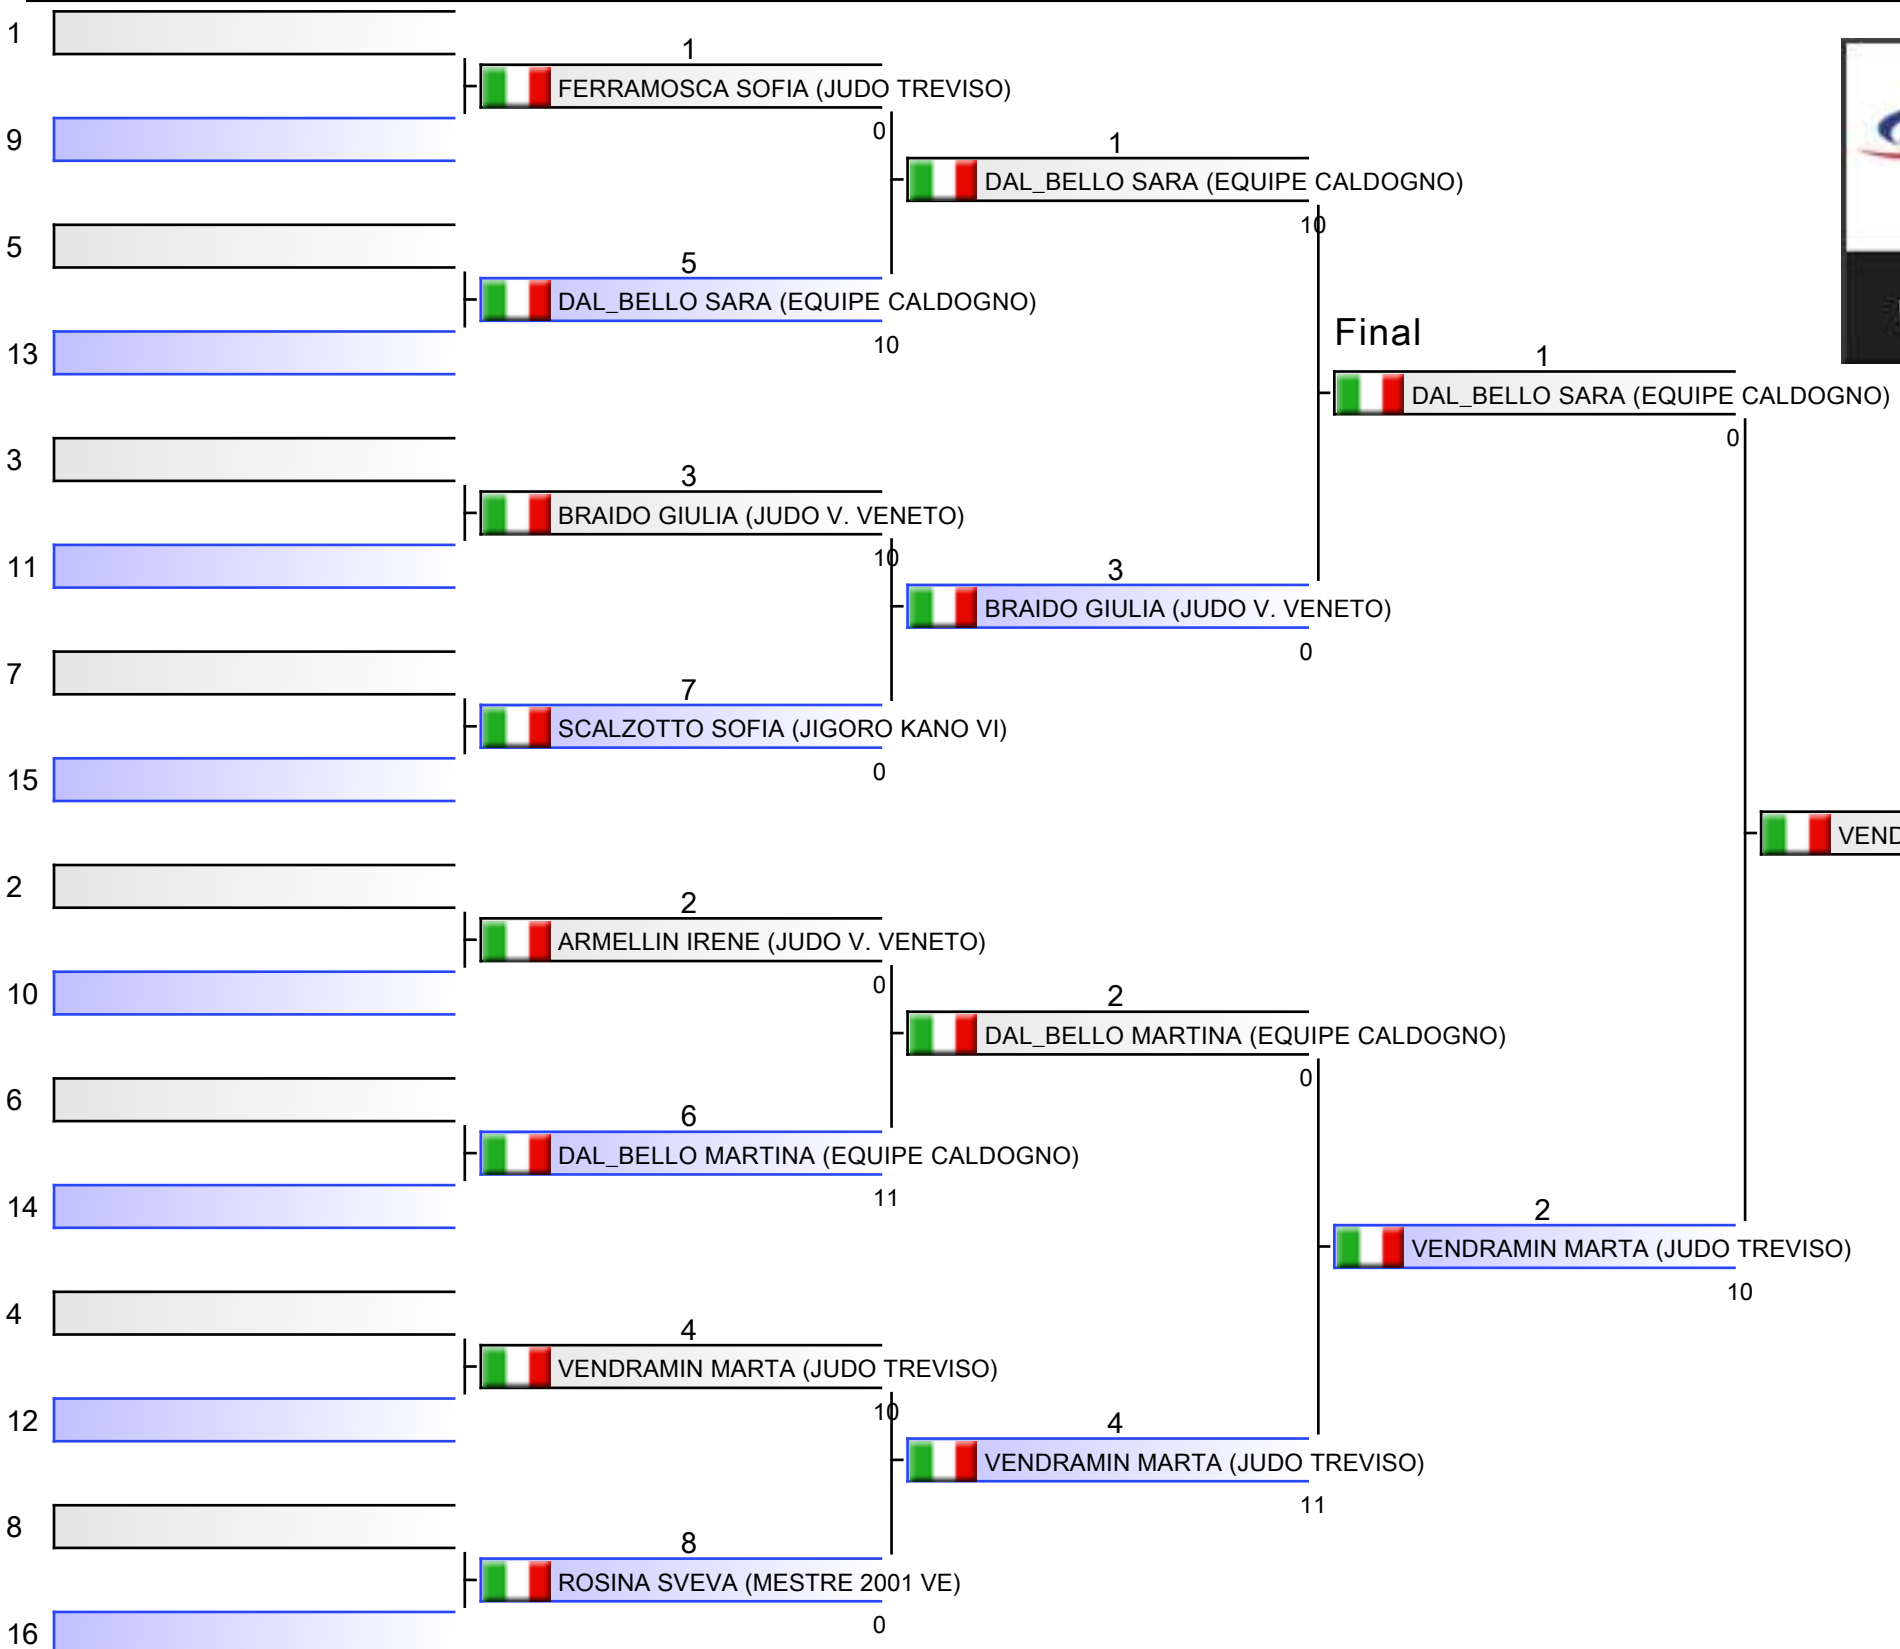 1
1
FERRAMOSCA SOFIA (JUDO TREVISO)
0
9
1
DAL_BELLO SARA (EQUIPE CALDOGNO)
10
5
5
DAL_BELLO SARA (EQUIPE CALDOGNO)
10
13
Final
1
DAL_BELLO SARA (EQUIPE CALDOGNO)
0
3
3
BRAIDO GIULIA (JUDO V. VENETO)
10
11
3
BRAIDO GIULIA (JUDO V. VENETO)
0
7
7
SCALZOTTO SOFIA (JIGORO KANO VI)
0
15
VEND
2
2
ARMELLIN IRENE (JUDO V. VENETO)
0
10
2
DAL_BELLO MARTINA (EQUIPE CALDOGNO)
0
6
6
DAL_BELLO MARTINA (EQUIPE CALDOGNO)
11
14
2
VENDRAMIN MARTA (JUDO TREVISO)
10
4
4
VENDRAMIN MARTA (JUDO TREVISO)
10
12
4
VENDRAMIN MARTA (JUDO TREVISO)
11
8
8
ROSINA SVEVA (MESTRE 2001 VE)
0
16